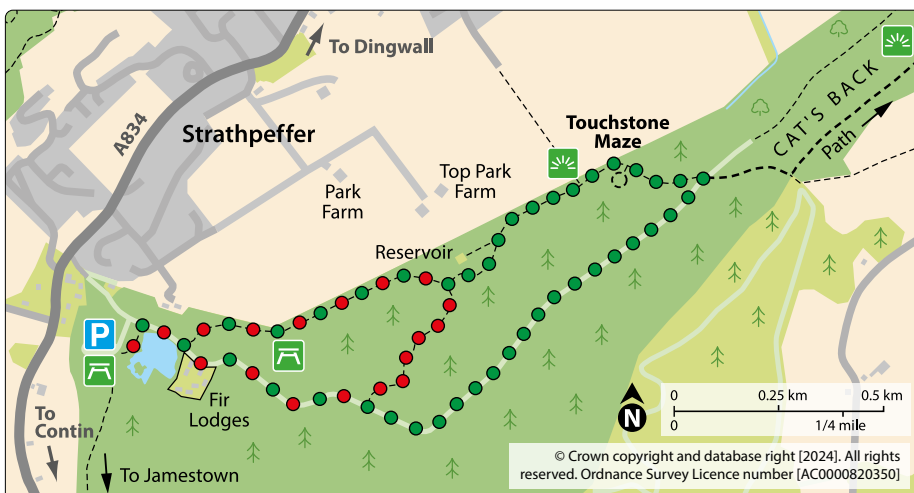 To Dingwall
A834
Strathpeffer
CAT'S BACK
Path
Touchstone
Maze
Top Park
Farm
Park
Farm
Reservoir
P
Fir
Lodges
To
Contin
To Jamestown
N
0 0.25 km 0.5 km
0 1/4 mile
© Crown copyright and database right [2024]. All rights
reserved. Ordnance Survey Licence number [AC0000820350]